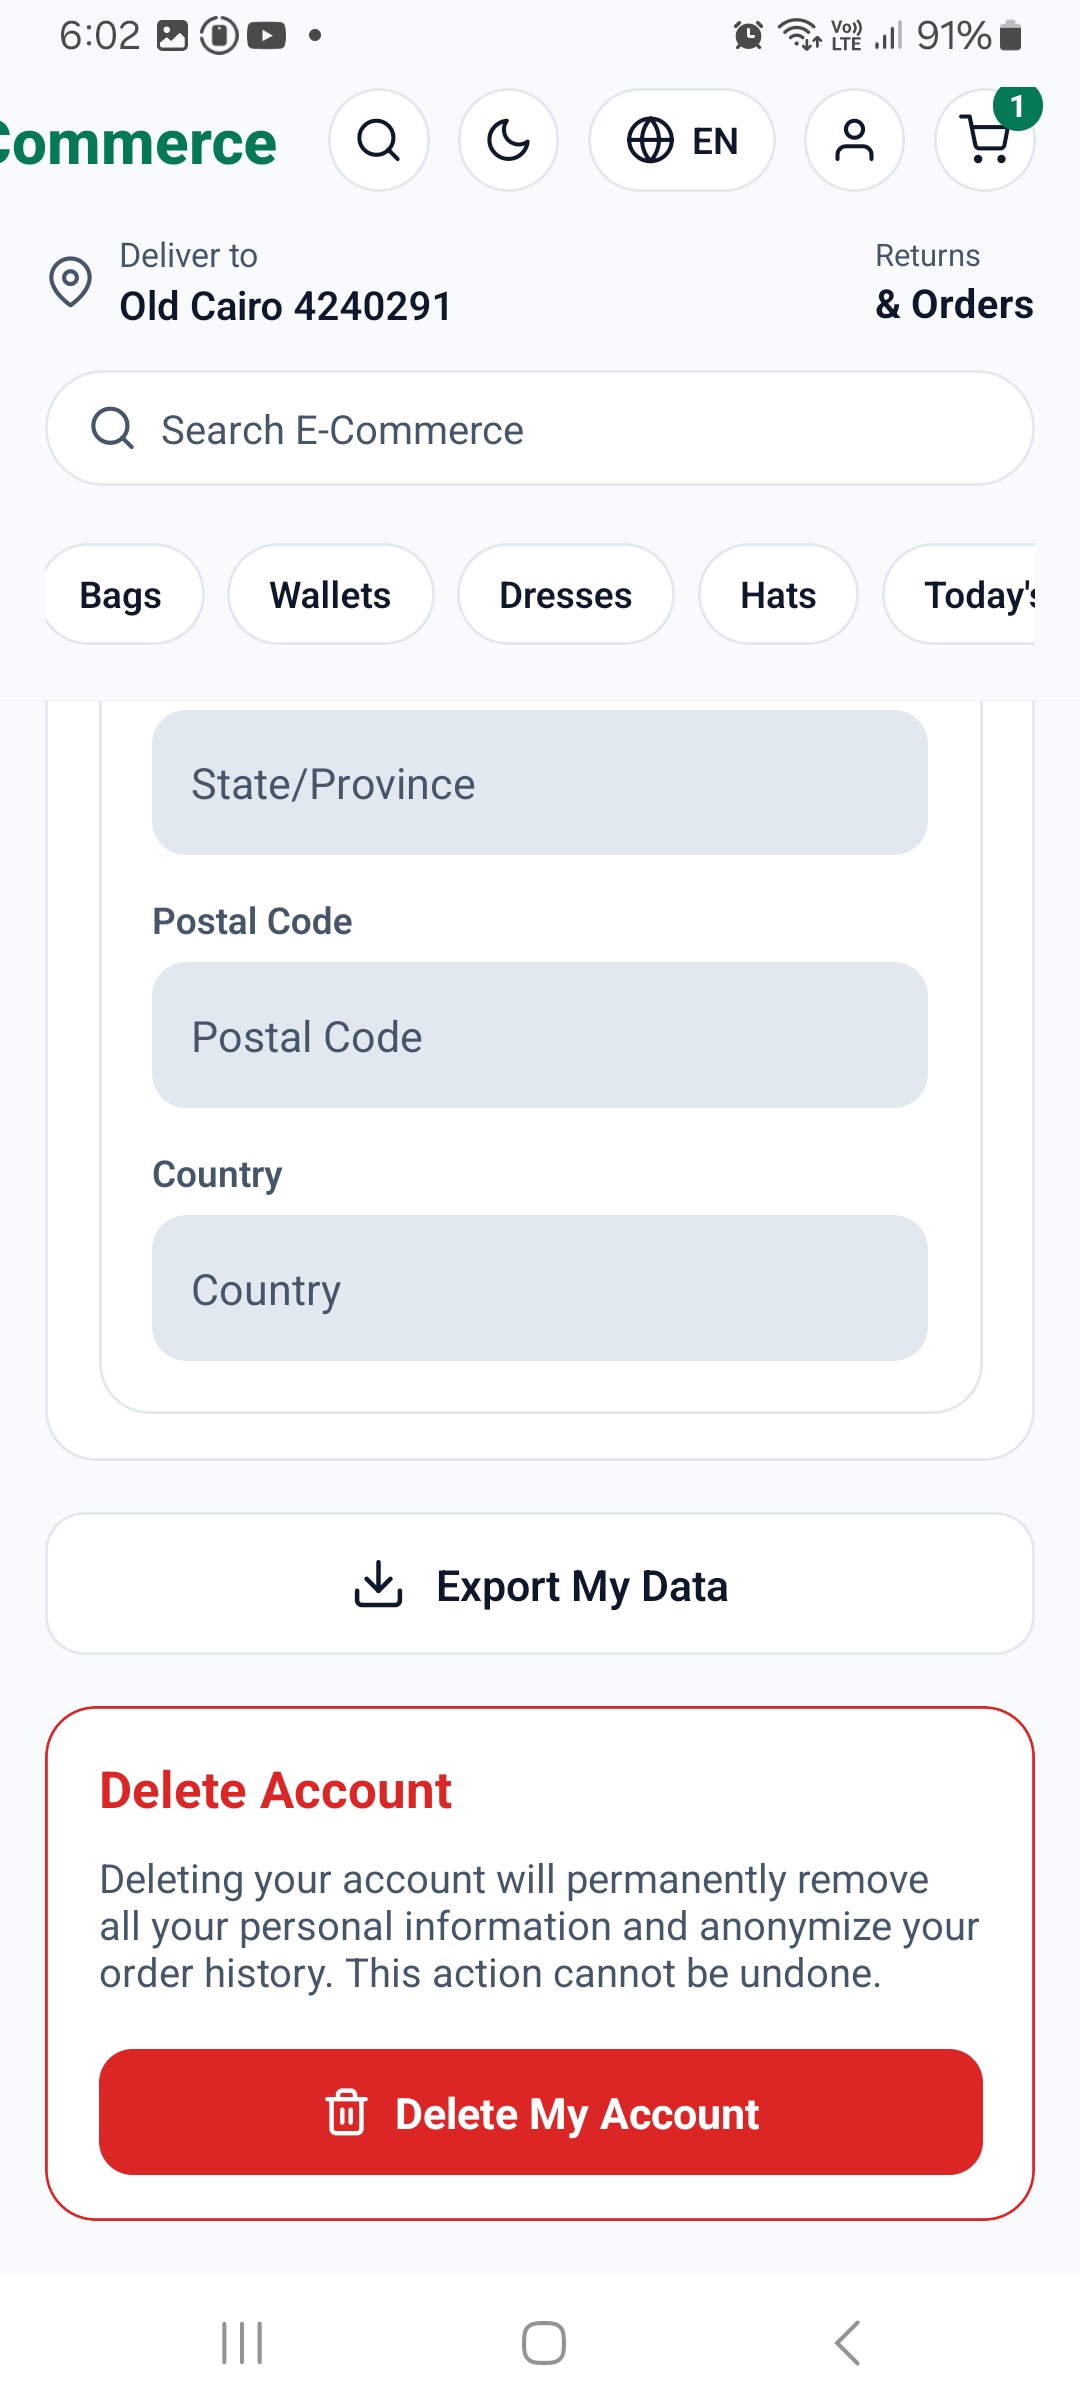 6:02 Vo)) LTE 91%
Commerce EN 1
Deliver to
Old Cairo 4240291
Returns
& Orders
Search E-Commerce
Bags Wallets Dresses Hats Today's
State/Province
Postal Code
Postal Code
Country
Country
Export My Data
Delete Account
Deleting your account will permanently remove
all your personal information and anonymize your
order history. This action cannot be undone.
Delete My Account